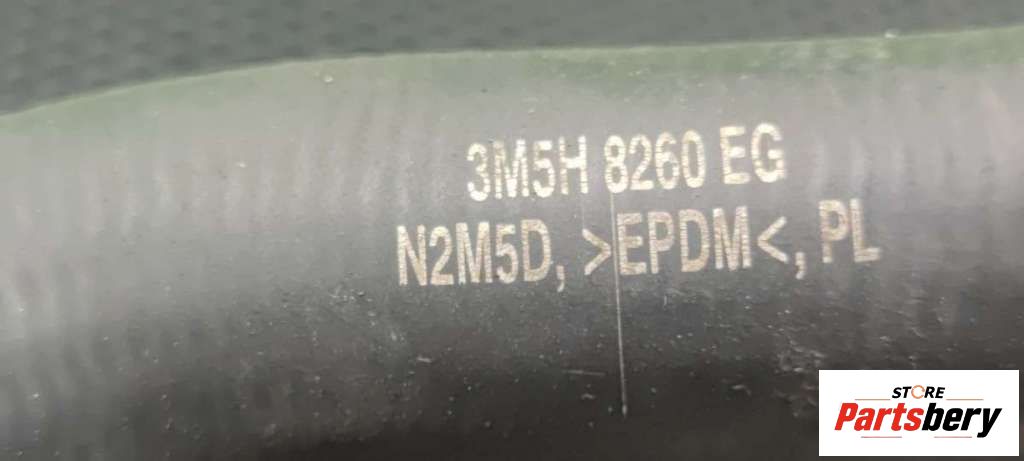 3M5H 8260 EG
N2M5D, >EPDM<, PL
STORE
Partsbery